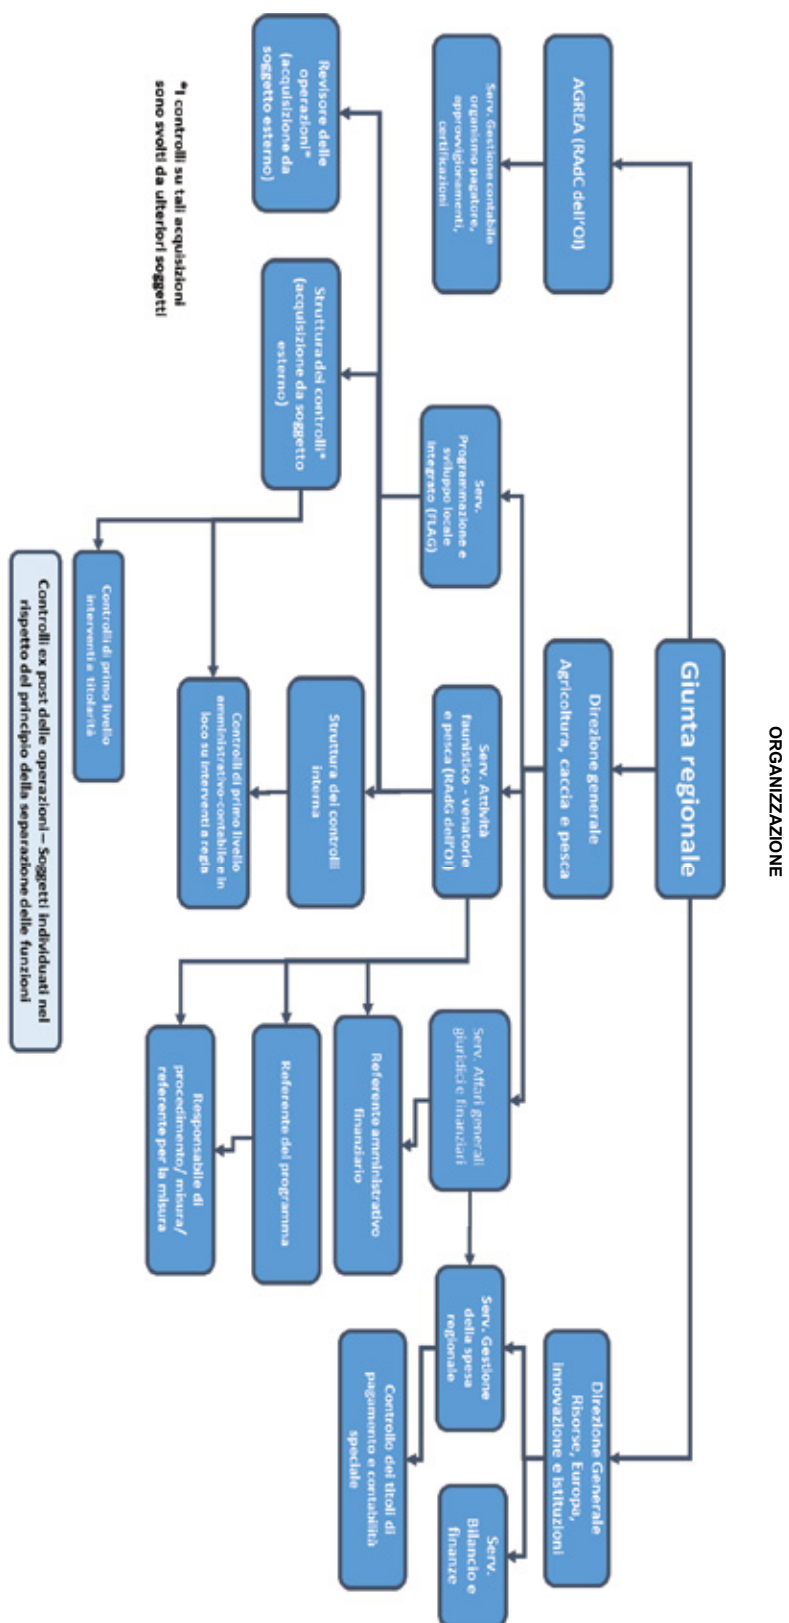 ORGANIZZAZIONE
Giunta regionale
AGREA (RAdC dell'OI)
Direzione generale
Agricoltura, caccia e pesca
Direzione Generale
Risorse, Europa,
innovazione e istituzioni
Serv. Gestione contabile
organismo pagatore,
approvvigionamenti,
certificazioni
Serv.
Programmazione e
sviluppo locale
integrato (FLAG)
Serv. Attività
faunistico - venatorie
e pesca (RAdG dell'OI)
Serv. Affari generali
giuridici e finanziari
Serv. Gestione
della spesa
regionale
Serv.
Bilancio e
finanze
Revisore delle
operazioni*
(acquisizione da
soggetto esterno)
Struttura dei controlli*
(acquisizione da soggetto
esterno)
Struttura dei controlli
interna
Referente amministrativo
finanziario
Controllo dei titoli di
pagamento e contabilità
speciale
Controlli di primo livello
amministrativo-contabile e in
loco su interventi a regia
Referente del programma
Responsabile di
procedimento/ misura/
referente per la misura
*I controlli su tali acquisizioni
sono svolti da ulteriori soggetti
Controlli di primo livello
interventi a titolarità
Controlli ex post delle operazioni – Soggetti individuati nel
rispetto del principio della separazione delle funzioni